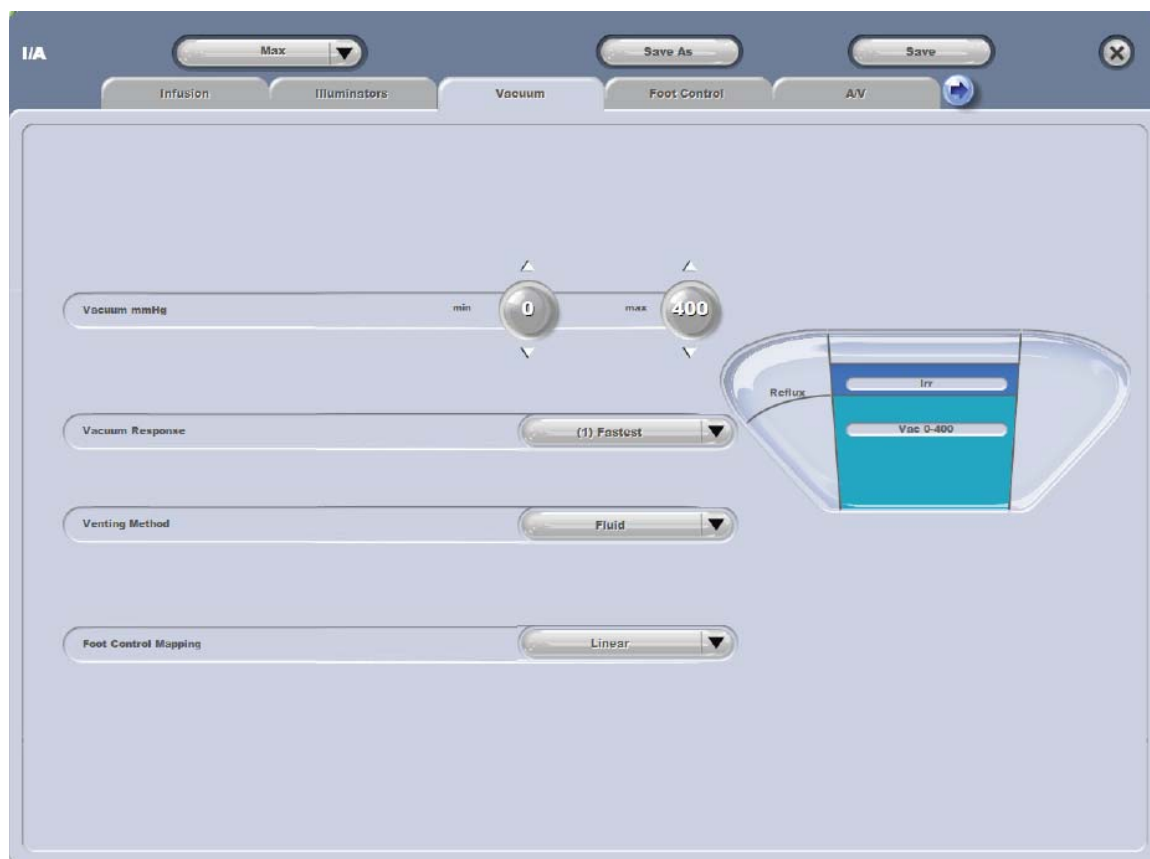 I/A
Max
Save As
Save
Infusion
Illuminators
Vacuum
Foot Control
A/V
Vacuum mmHg
min
0
max
400
Reflux
Irr
Vac 0-400
Vacuum Response
(1) Fastest
Venting Method
Fluid
Foot Control Mapping
Linear